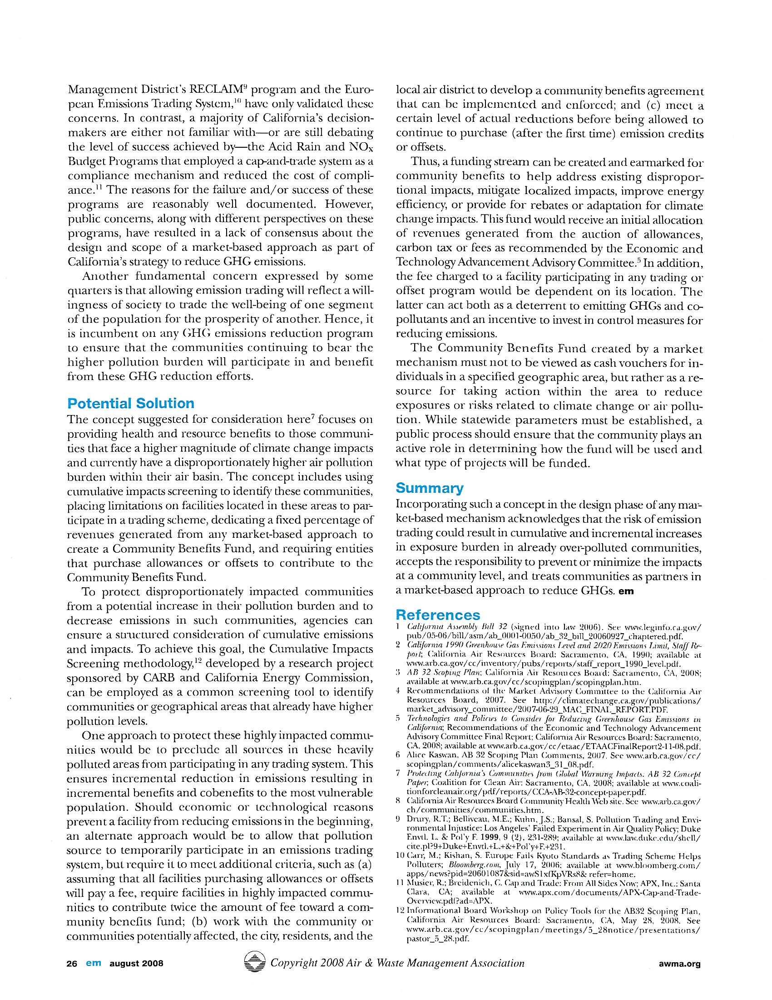 Management District's RECLAIM⁹ program and the Euro-
pean Emissions Trading System,¹⁰ have only validated these
concerns. In contrast, a majority of California's decision-
makers are either not familiar with—or are still debating
the level of success achieved by—the Acid Rain and NOx
Budget Programs that employed a cap-and-trade system as a
compliance mechanism and reduced the cost of compli-
ance.¹¹ The reasons for the failure and/or success of these
programs are reasonably well documented. However,
public concerns, along with different perspectives on these
programs, have resulted in a lack of consensus about the
design and scope of a market-based approach as part of
California's strategy to reduce GHG emissions.
Another fundamental concern expressed by some
quarters is that allowing emission trading will reflect a will-
ingness of society to trade the well-being of one segment
of the population for the prosperity of another. Hence, it
is incumbent on any GHG emissions reduction program
to ensure that the communities continuing to bear the
higher pollution burden will participate in and benefit
from these GHG reduction efforts.
Potential Solution
The concept suggested for consideration here⁷ focuses on
providing health and resource benefits to those communi-
ties that face a higher magnitude of climate change impacts
and currently have a disproportionately higher air pollution
burden within their air basin. The concept includes using
cumulative impacts screening to identify these communities,
placing limitations on facilities located in these areas to par-
ticipate in a trading scheme, dedicating a fixed percentage of
revenues generated from any market-based approach to
create a Community Benefits Fund, and requiring entities
that purchase allowances or offsets to contribute to the
Community Benefits Fund.
To protect disproportionately impacted communities
from a potential increase in their pollution burden and to
decrease emissions in such communities, agencies can
ensure a structured consideration of cumulative emissions
and impacts. To achieve this goal, the Cumulative Impacts
Screening methodology,¹² developed by a research project
sponsored by CARB and California Energy Commission,
can be employed as a common screening tool to identify
communities or geographical areas that already have higher
pollution levels.
One approach to protect these highly impacted commu-
nities would be to preclude all sources in these heavily
polluted areas from participating in any trading system. This
ensures incremental reduction in emissions resulting in
incremental benefits and cobenefits to the most vulnerable
population. Should economic or technological reasons
prevent a facility from reducing emissions in the beginning,
an alternate approach would be to allow that pollution
source to temporarily participate in an emissions trading
system, but require it to meet additional criteria, such as (a)
assuming that all facilities purchasing allowances or offsets
will pay a fee, require facilities in highly impacted commu-
nities to contribute twice the amount of fee toward a com-
munity benefits fund; (b) work with the community or
communities potentially affected, the city, residents, and the
local air district to develop a community benefits agreement
that can be implemented and enforced; and (c) meet a
certain level of actual reductions before being allowed to
continue to purchase (after the first time) emission credits
or offsets.
Thus, a funding stream can be created and earmarked for
community benefits to help address existing dispropor-
tional impacts, mitigate localized impacts, improve energy
efficiency, or provide for rebates or adaptation for climate
change impacts. This fund would receive an initial allocation
of revenues generated from the auction of allowances,
carbon tax or fees as recommended by the Economic and
Technology Advancement Advisory Committee.⁵ In addition,
the fee charged to a facility participating in any trading or
offset program would be dependent on its location. The
latter can act both as a deterrent to emitting GHGs and co-
pollutants and an incentive to invest in control measures for
reducing emissions.
The Community Benefits Fund created by a market
mechanism must not to be viewed as cash vouchers for in-
dividuals in a specified geographic area, but rather as a re-
source for taking action within the area to reduce
exposures or risks related to climate change or air pollu-
tion. While statewide parameters must be established, a
public process should ensure that the community plays an
active role in determining how the fund will be used and
what type of projects will be funded.
Summary
Incorporating such a concept in the design phase of any mar-
ket-based mechanism acknowledges that the risk of emission
trading could result in cumulative and incremental increases
in exposure burden in already over-polluted communities,
accepts the responsibility to prevent or minimize the impacts
at a community level, and treats communities as partners in
a market-based approach to reduce GHGs. em
References
1 California Assembly Bill 32 (signed into law 2006). See www.leginfo.ca.gov/
pub/05-06/bill/asm/ab_0001-0050/ab_32_bill_20060927_chaptered.pdf.
2 California 1990 Greenhouse Gas Emissions Level and 2020 Emissions Limit, Staff Re-
port; California Air Resources Board: Sacramento, CA, 1990; available at
www.arb.ca.gov/cc/inventory/pubs/reports/staff_report_1990_level.pdf.
3 AB 32 Scoping Plan; California Air Resources Board: Sacramento, CA, 2008;
available at www.arb.ca.gov/cc/scopingplan/scopingplan.htm.
4 Recommendations of the Market Advisory Committee to the California Air
Resources Board, 2007. See http://climatechange.ca.gov/publications/
market_advisory_committee/2007-06-29_MAC_FINAL_REPORT.PDF.
5 Technologies and Policies to Consider for Reducing Greenhouse Gas Emissions in
California; Recommendations of the Economic and Technology Advancement
Advisory Committee Final Report; California Air Resources Board: Sacramento,
CA, 2008; available at www.arb.ca.gov/cc/etaac/ETAACFinalReport2-11-08.pdf.
6 Alice Kaswan, AB 32 Scoping Plan Comments, 2007. See www.arb.ca.gov/cc/
scopingplan/comments/alicekaswan3_31_08.pdf.
7 Protecting California's Communities from Global Warming Impacts: AB 32 Concept
Paper; Coalition for Clean Air: Sacramento, CA, 2008; available at www.coali-
tionforcleanair.org/pdf/reports/CCA-AB-32-concept-paper.pdf.
8 California Air Resources Board Community Health Web site. See www.arb.ca.gov/
ch/communities/communities.htm.
9 Drury, R.T.; Belliveau, M.E.; Kuhn, J.S.; Bansal, S. Pollution Trading and Envi-
ronmental Injustice: Los Angeles' Failed Experiment in Air Quality Policy; Duke
Envtl. L. & Pol'y F. 1999, 9 (2), 231-289; available at www.law.duke.edu/shell/
cite.pl?9+Duke+Envtl.+L.+&+Pol'y+F.+231.
10 Carr, M.; Kishan, S. Europe Fails Kyoto Standards as Trading Scheme Helps
Polluters; Bloomberg.com, July 17, 2006; available at www.bloomberg.com/
apps/news?pid=20601087&sid=awS1xfKpVRs8& refer=home.
11 Musier, R.; Breidenich, C. Cap and Trade: From All Sides Now; APX, Inc.: Santa
Clara, CA; available at www.apx.com/documents/APX-Cap-and-Trade-
Overview.pdf?ad=APX.
12 Informational Board Workshop on Policy Tools for the AB32 Scoping Plan,
California Air Resources Board: Sacramento, CA, May 28, 2008. See
www.arb.ca.gov/cc/scopingplan/meetings/5_28notice/presentations/
pastor_5_28.pdf.
26 em august 2008
Copyright 2008 Air & Waste Management Association
awma.org